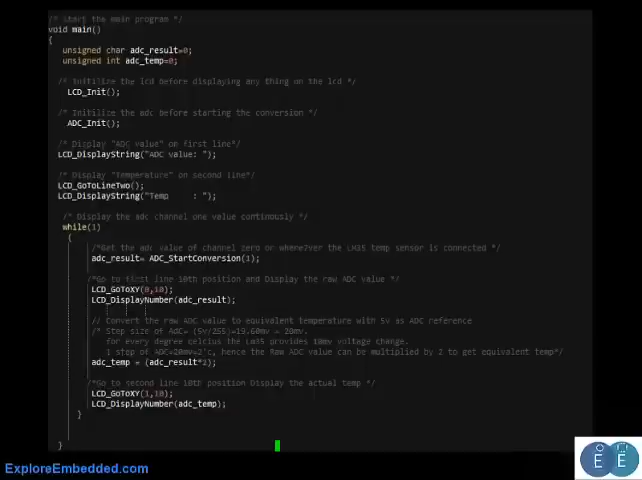 /* Start the main program */
void main()
{
unsigned char adc_result=0;
unsigned int adc_temp=0;
/* Initilize the lcd before displaying any thing on the lcd */
LCD_Init();
/* Initilize the adc before starting the conversion */
ADC_Init();
/* Display "ADC value" on first line*/
LCD_DisplayString("ADC value: ");
/* Display "Temperature" on second line*/
LCD_GoToLineTwo();
LCD_DisplayString("Temp     : ");
/* Display the adc channel one value continously */
while(1)
{
/*Get the adc value of channel zero or whene2ver the LM35 temp sensor is connected */
adc_result= ADC_StartConversion(1);
/*Go to first line 10th position and Display the raw ADC value */
LCD_GoToXY(0,10);
LCD_DisplayNumber(adc_result);
// Convert the raw ADC value to equivalent temperature with 5v as ADC reference
/* Step size of AdC= (5v/255)=19.60mv = 20mv.
for every degree celcius the Lm35 provides 10mv voltage change.
1 step of ADC=20mv=2'c, hence the Raw ADC value can be multiplied by 2 to get equivalent temp*/
adc_temp = (adc_result*2);
/*Go to second line 10th position Display the actual temp */
LCD_GoToXY(1,10);
LCD_DisplayNumber(adc_temp);
}
}
ExploreEmbedded.com
E E